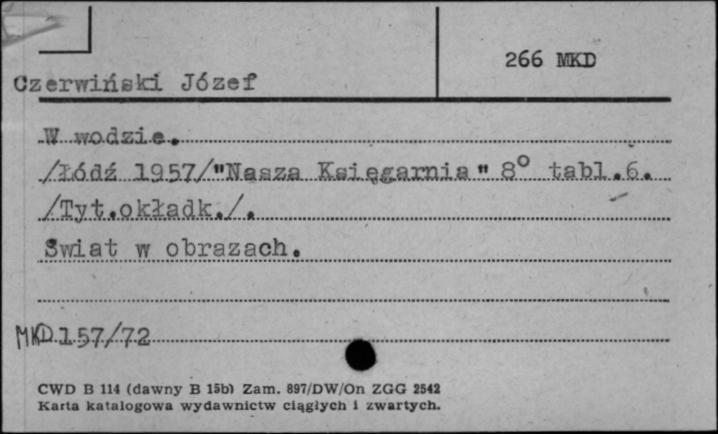 266 MKD
Czerwiński Józef
W wodzie.
/Łódź 1957/"Nasza Księgarnia" 8° tabl.6.
/Tyt.okładk./.
Swiat w obrazach.
MKD 157/72
CWD B 114 (dawny B 15b) Zam. 897/DW/On ZGG 2542
Karta katalogowa wydawnictw ciągłych i zwartych.